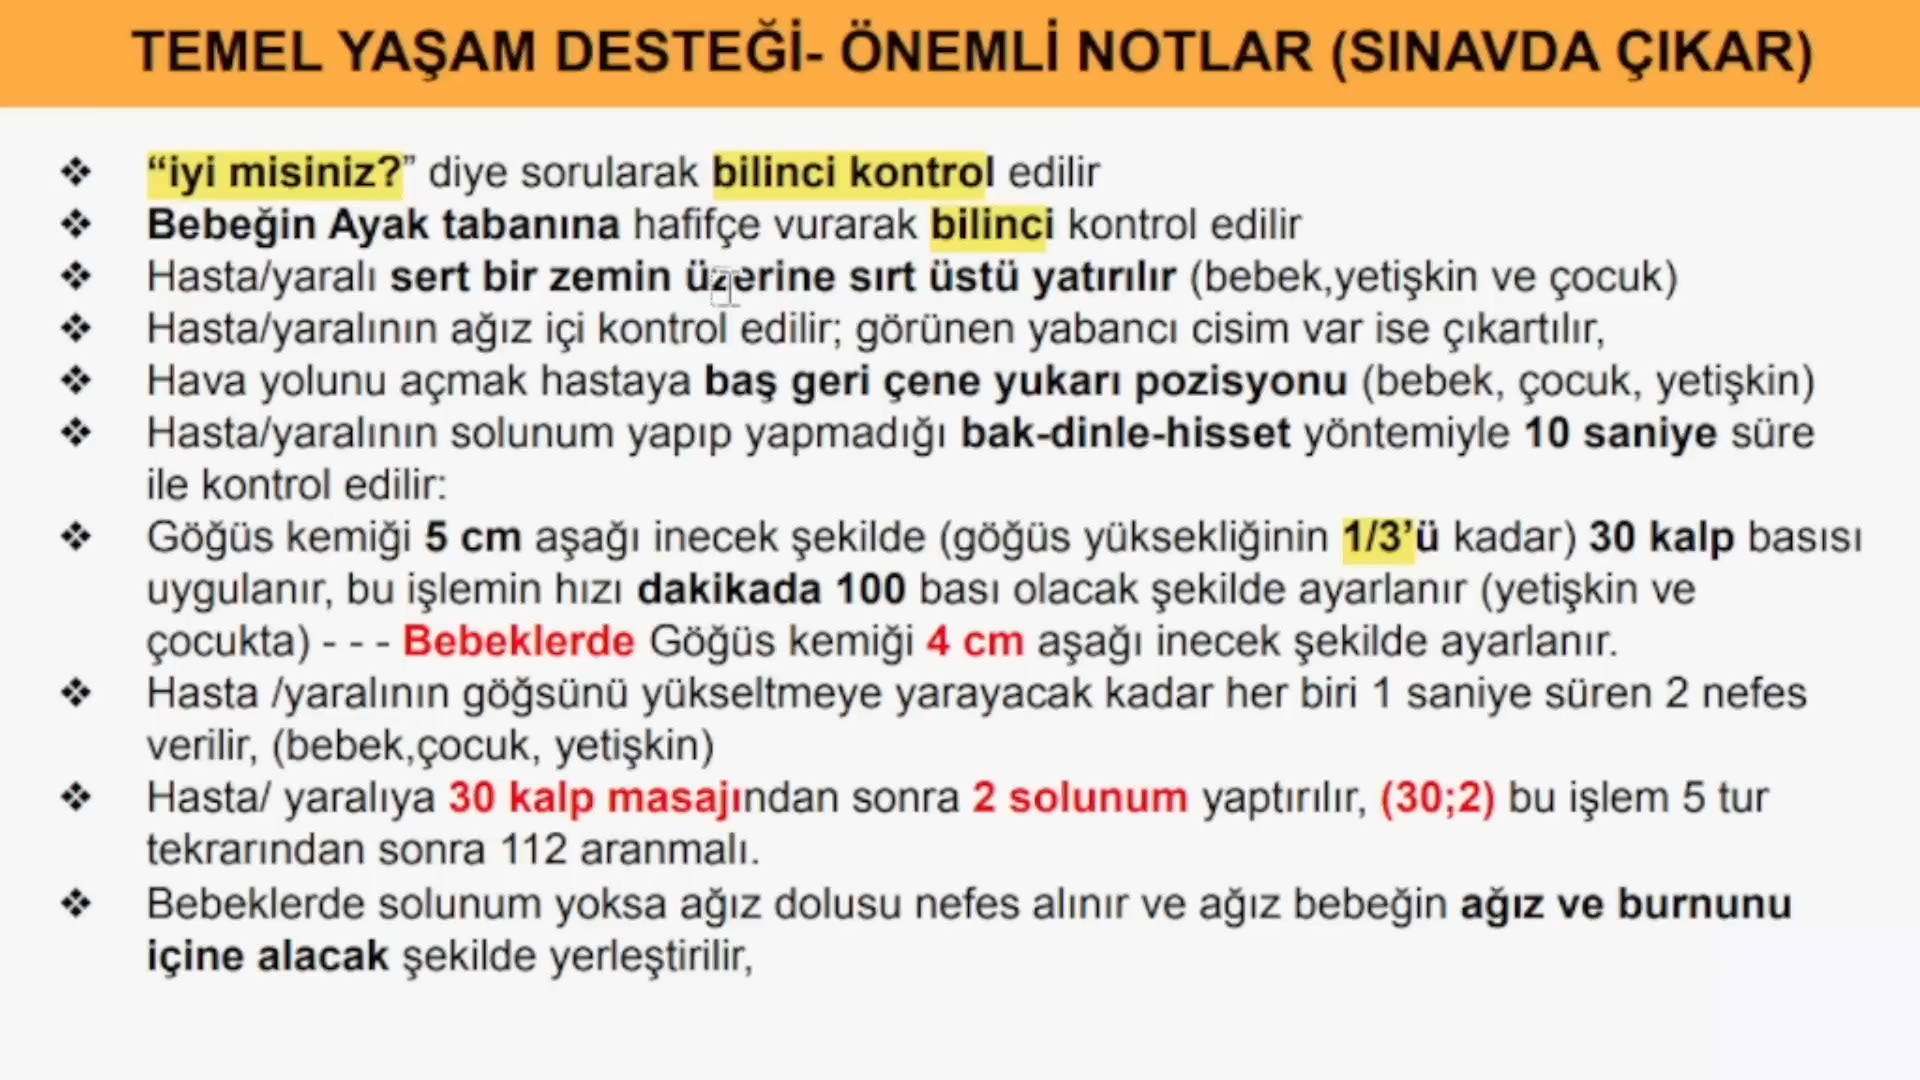 TEMEL YAŞAM DESTEĞİ- ÖNEMLİ NOTLAR (SINAVDA ÇIKAR)
❖ “iyi misiniz?” diye sorularak bilinci kontrol edilir
❖ Bebeğin Ayak tabanına hafifçe vurarak bilinci kontrol edilir
❖ Hasta/yaralı sert bir zemin üzerine sırt üstü yatırılır (bebek,yetişkin ve çocuk)
❖ Hasta/yaralının ağız içi kontrol edilir; görünen yabancı cisim var ise çıkartılır,
❖ Hava yolunu açmak hastaya baş geri çene yukarı pozisyonu (bebek, çocuk, yetişkin)
❖ Hasta/yaralının solunum yapıp yapmadığı bak-dinle-hisset yöntemiyle 10 saniye süre
ile kontrol edilir:
❖ Göğüs kemiği 5 cm aşağı inecek şekilde (göğüs yüksekliğinin 1/3’ü kadar) 30 kalp basısı
uygulanır, bu işlemin hızı dakikada 100 bası olacak şekilde ayarlanır (yetişkin ve
çocukta) - - - Bebeklerde Göğüs kemiği 4 cm aşağı inecek şekilde ayarlanır.
❖ Hasta /yaralının göğsünü yükseltmeye yarayacak kadar her biri 1 saniye süren 2 nefes
verilir, (bebek,çocuk, yetişkin)
❖ Hasta/ yaralıya 30 kalp masajından sonra 2 solunum yaptırılır, (30;2) bu işlem 5 tur
tekrarından sonra 112 aranmalı.
❖ Bebeklerde solunum yoksa ağız dolusu nefes alınır ve ağız bebeğin ağız ve burnunu
içine alacak şekilde yerleştirilir,